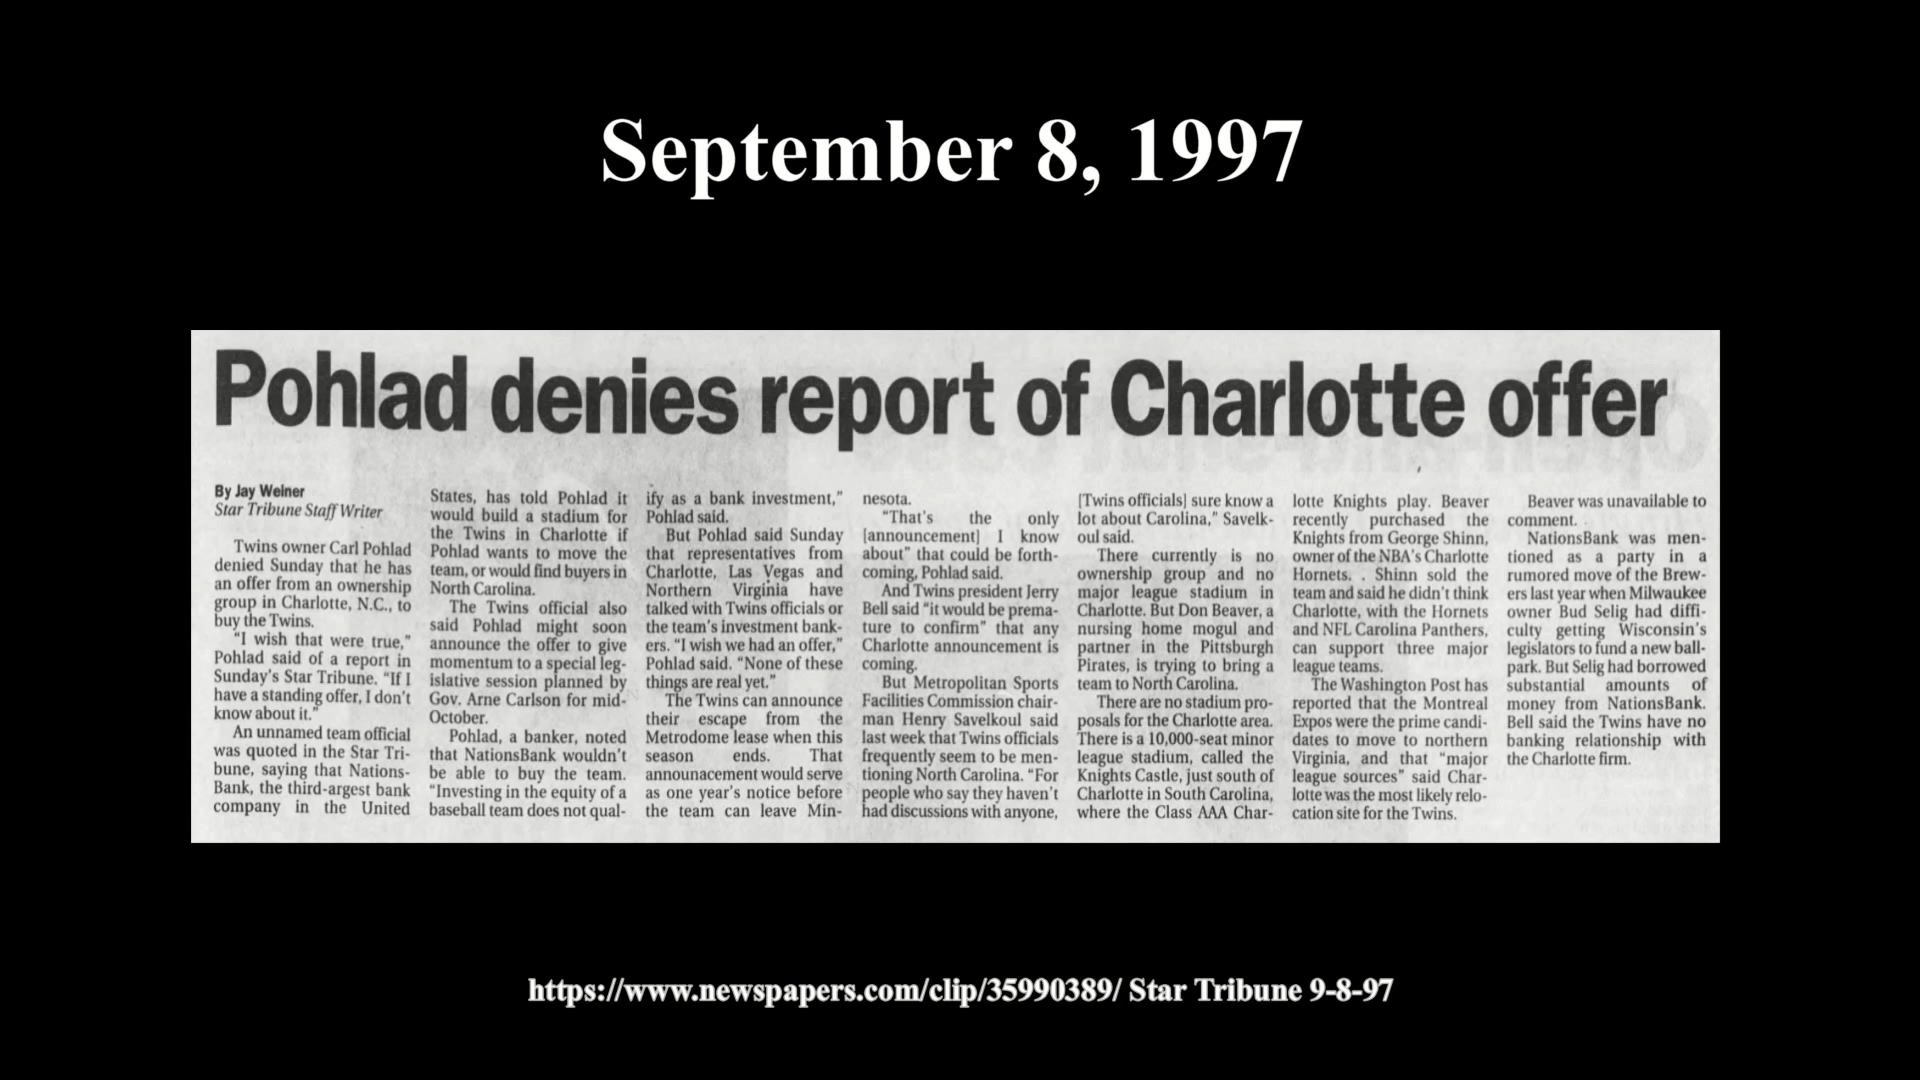 September 8, 1997
Pohlad denies report of Charlotte offer
By Jay Weiner
Star Tribune Staff Writer
Twins owner Carl Pohlad
denied Sunday that he has
an offer from an ownership
group in Charlotte, N.C., to
buy the Twins.
“I wish that were true,”
Pohlad said of a report in
Sunday's Star Tribune. “If I
have a standing offer, I don't
know about it.”
An unnamed team official
was quoted in the Star Tri-
bune, saying that Nations-
Bank, the third-argest bank
company in the United
States, has told Pohlad it
would build a stadium for
the Twins in Charlotte if
Pohlad wants to move the
team, or would find buyers in
North Carolina.
The Twins official also
said Pohlad might soon
announce the offer to give
momentum to a special leg-
islative session planned by
Gov. Arne Carlson for mid-
October.
Pohlad, a banker, noted
that NationsBank wouldn't
be able to buy the team.
“Investing in the equity of a
baseball team does not qual-
ify as a bank investment,”
Pohlad said.
But Pohlad said Sunday
that representatives from
Charlotte, Las Vegas and
Northern Virginia have
talked with Twins officials or
the team's investment bank-
ers. “I wish we had an offer,”
Pohlad said. “None of these
things are real yet.”
The Twins can announce
their escape from the
Metrodome lease when this
season ends. That
announacement would serve
as one year's notice before
the team can leave Min-
nesota.
“That's the only
[announcement] I know
about” that could be forth-
coming, Pohlad said.
And Twins president Jerry
Bell said “it would be prema-
ture to confirm” that any
Charlotte announcement is
coming.
But Metropolitan Sports
Facilities Commission chair-
man Henry Savelkoul said
last week that Twins officials
frequently seem to be men-
tioning North Carolina. “For
people who say they haven't
had discussions with anyone,
[Twins officials] sure know a
lot about Carolina,” Savelk-
oul said.
There currently is no
ownership group and no
major league stadium in
Charlotte. But Don Beaver, a
nursing home mogul and
partner in the Pittsburgh
Pirates, is trying to bring a
team to North Carolina.
There are no stadium pro-
posals for the Charlotte area.
There is a 10,000-seat minor
league stadium, called the
Knights Castle, just south of
Charlotte in South Carolina,
where the Class AAA Char-
lotte Knights play. Beaver
recently purchased the
Knights from George Shinn,
owner of the NBA's Charlotte
Hornets. . Shinn sold the
team and said he didn't think
Charlotte, with the Hornets
and NFL Carolina Panthers,
can support three major
league teams.
The Washington Post has
reported that the Montreal
Expos were the prime candi-
dates to move to northern
Virginia, and that “major
league sources” said Char-
lotte was the most likely relo-
cation site for the Twins.
Beaver was unavailable to
comment.
NationsBank was men-
tioned as a party in a
rumored move of the Brew-
ers last year when Milwaukee
owner Bud Selig had diffi-
culty getting Wisconsin's
legislators to fund a new ball-
park. But Selig had borrowed
substantial amounts of
money from NationsBank.
Bell said the Twins have no
banking relationship with
the Charlotte firm.
https://www.newspapers.com/clip/35990389/ Star Tribune 9-8-97